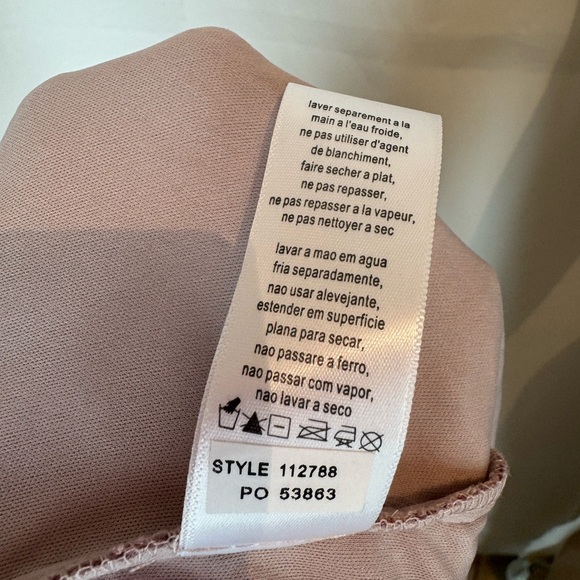 laver separement a la
main a l'eau froide,
ne pas utiliser d'agent
de blanchiment,
faire secher a plat,
ne pas repasser,
ne pas repasser a la vapeur,
ne pas nettoyer a sec
lavar a mao em agua
fria separadamente,
nao usar alevejante,
estender em superficie
plana para secar,
nao passare a ferro,
nao passar com vapor,
nao lavar a seco
STYLE 112788
PO 53863